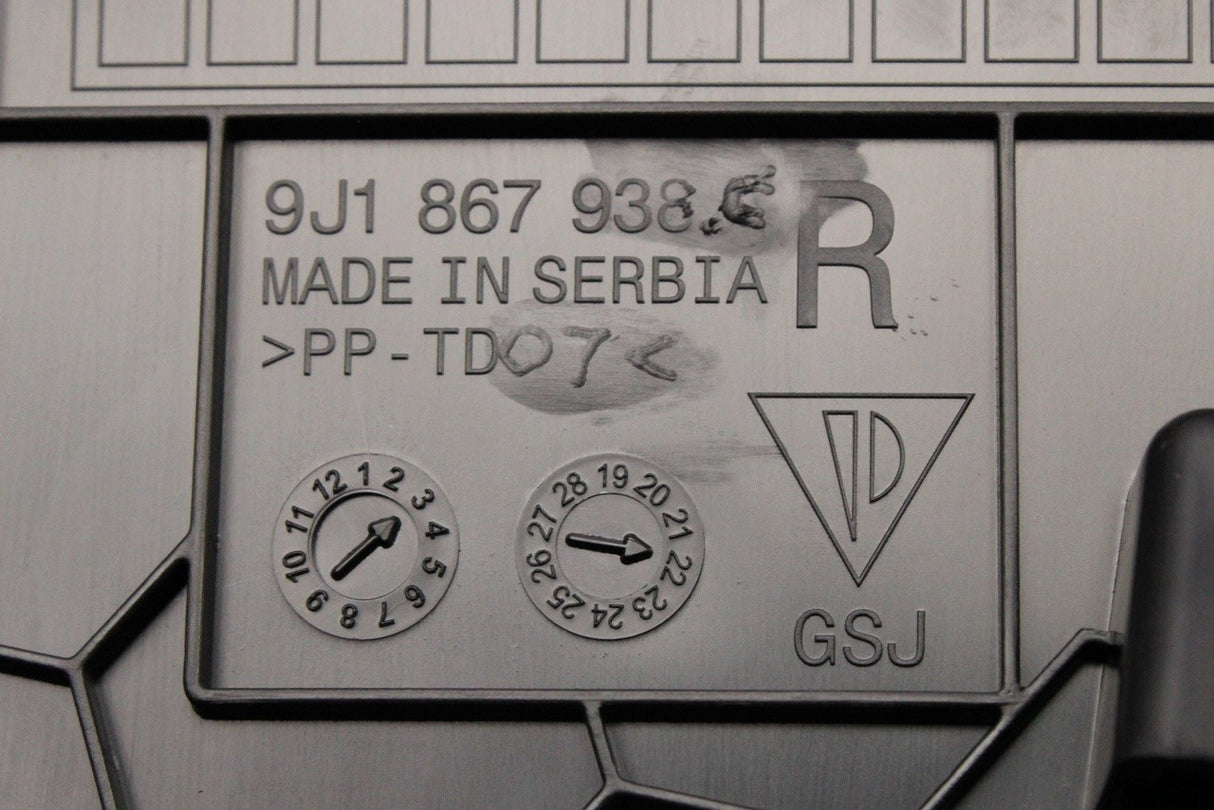 9J1 867 938
R
MADE IN SERBIA
>PP-TD07<
1 2 3 4 5 6 7 8 9 10 11 12
19 20 21 22 23 24 25 26 27 28
GSJ